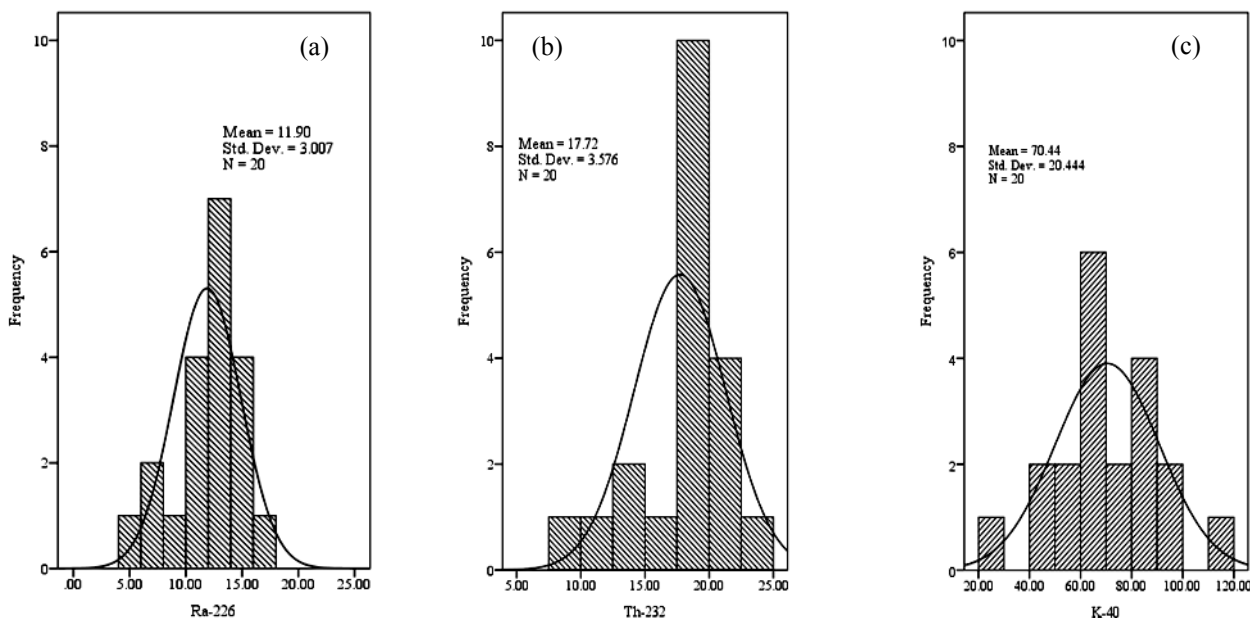 (a)
10
8
6
4
2
0
Frequency
Mean = 11.90
Std. Dev. = 3.007
N = 20
.00 5.00 10.00 15.00 20.00 25.00
Ra-226
(b)
10
8
6
4
2
0
Frequency
Mean = 17.72
Std. Dev. = 3.576
N = 20
5.00 10.00 15.00 20.00 25.00
Th-232
(c)
10
8
6
4
2
0
Frequency
Mean = 70.44
Std. Dev. = 20.444
N = 20
20.00 40.00 60.00 80.00 100.00 120.00
K-40